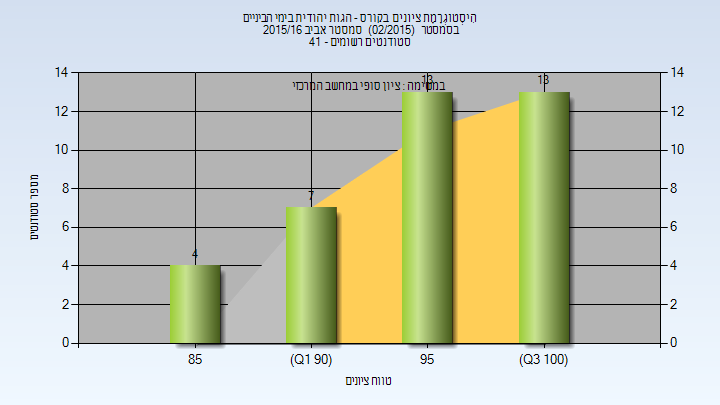 היסטוגרמת ציונים בקורס - הגות יהודית בימי הביניים
בסמסטר (02/2015) סמסטר אביב 2015/16
סטודנטים רשומים - 41
במשימה : ציון סופי במחשב המרכזי
14 14
12 12
10 10
8 8
6 6
4 4
2 2
0 0
מספר סטודנטים
4 7 13 13
85 (Q1 90) 95 (Q3 100)
טווח ציונים